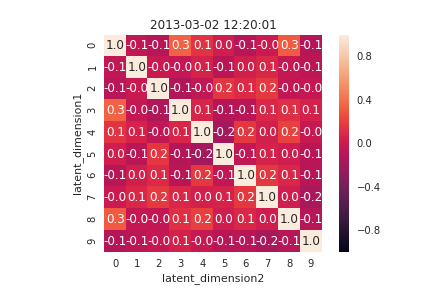 2013-03-02 12:20:01
latent_dimension1
0 1.0 -0.1 -0.1 0.3 0.1 0.0 -0.1 -0.0 0.3 -0.1
1 -0.1 1.0 -0.0 -0.0 0.1 -0.1 0.0 0.1 -0.0 -0.1
2 -0.1 -0.0 1.0 -0.1 -0.0 0.2 0.1 0.2 -0.0 -0.0
3 0.3 -0.0 -0.1 1.0 0.1 -0.1 -0.1 0.1 0.1 0.1
4 0.1 0.1 -0.0 0.1 1.0 -0.2 0.2 0.0 0.2 -0.0
5 0.0 -0.1 0.2 -0.1 -0.2 1.0 -0.1 0.1 0.0 -0.1
6 -0.1 0.0 0.1 -0.1 0.2 -0.1 1.0 0.2 0.1 -0.1
7 -0.0 0.1 0.2 0.1 0.0 0.1 0.2 1.0 0.0 -0.2
8 0.3 -0.0 -0.0 0.1 0.2 0.0 0.1 0.0 1.0 -0.1
9 -0.1 -0.1 -0.0 0.1 -0.0 -0.1 -0.1 -0.2 -0.1 1.0
0 1 2 3 4 5 6 7 8 9
latent_dimension2
0.8
0.4
0.0
−0.4
−0.8